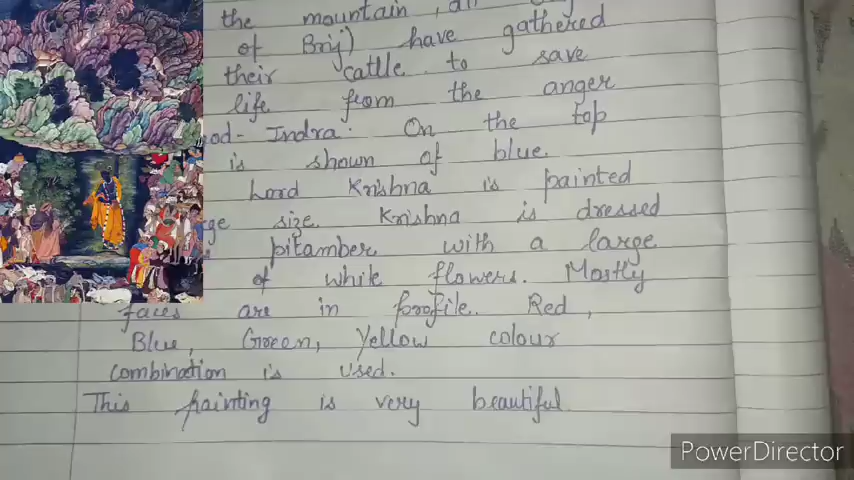 the mountain, all
of Brij) have gathered
their cattle to save
life from the anger
od- Indra. On the top
is shown of blue.
Lord Krishna is painted
ge size. Krishna is dressed
pitamber with a large
of white flowers. Mostly
faces are in profile. Red,
Blue, Green, Yellow colour
combination is used.
This painting is very beautiful
PowerDirector